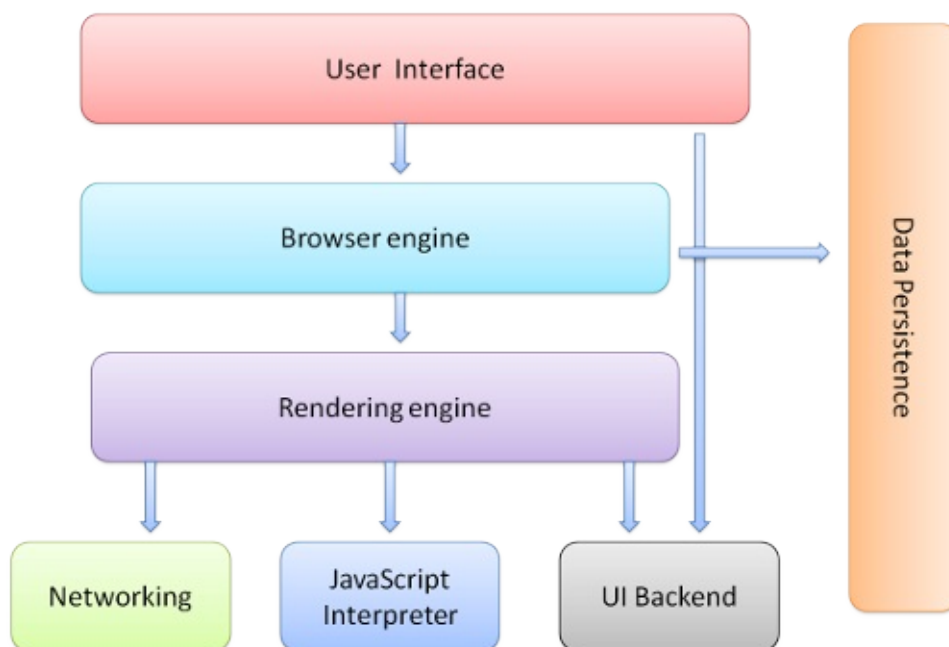 User Interface
Browser engine
Data Persistence
Rendering engine
Networking
JavaScript
Interpreter
UI Backend